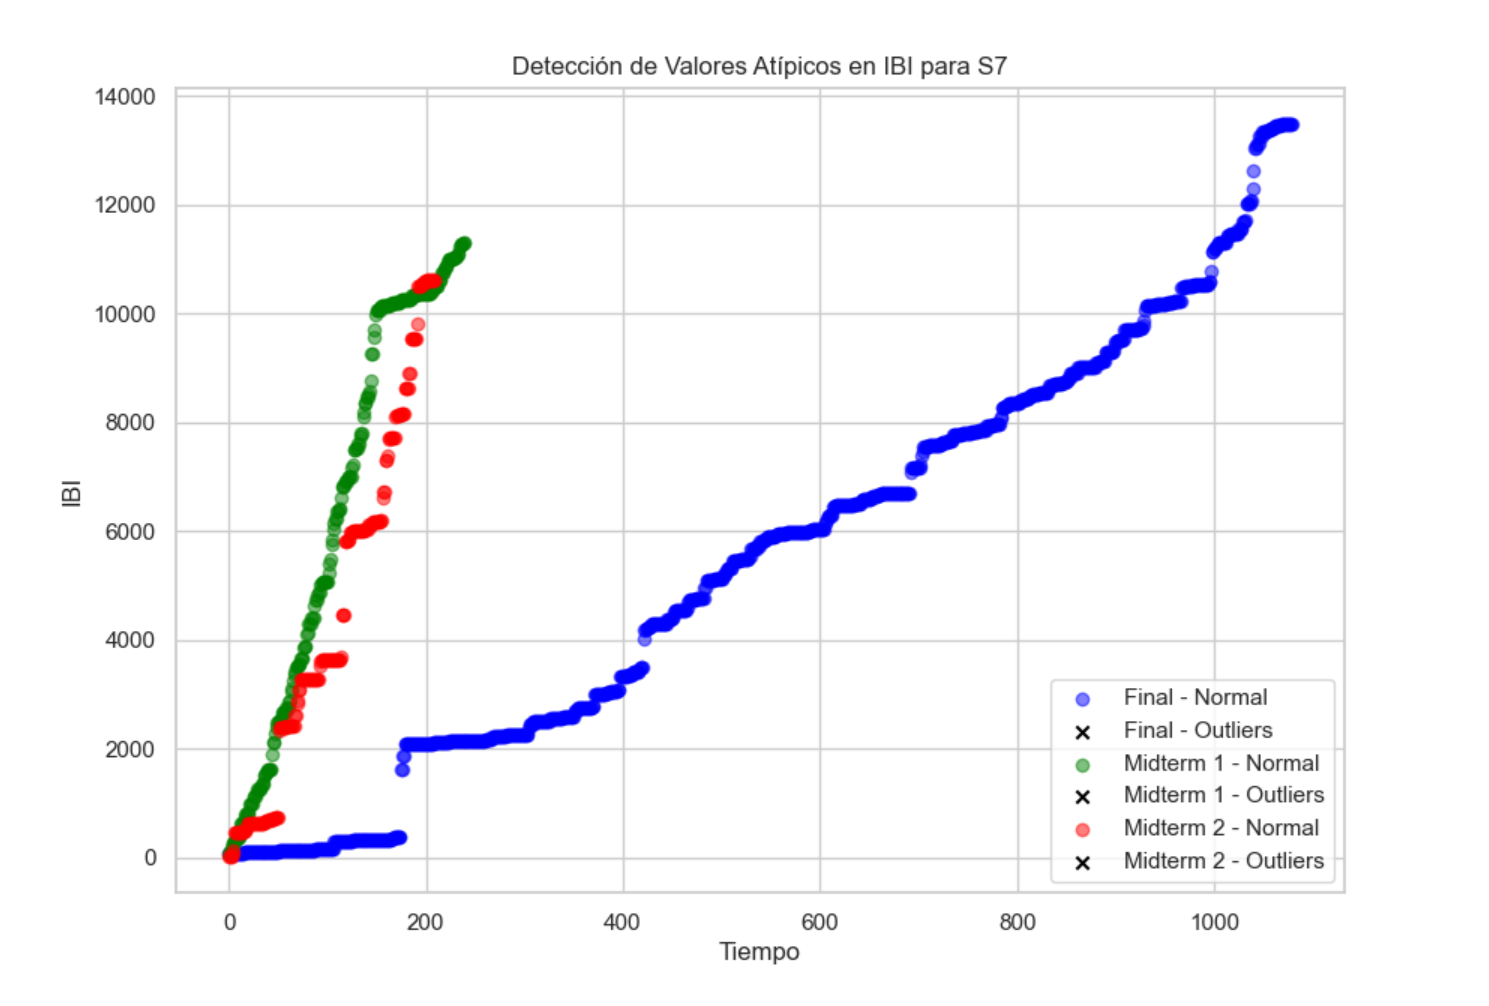 Detección de Valores Atípicos en IBI para S7
14000
12000
10000
8000
6000
4000
2000
0
IBI
0 200 400 600 800 1000
Tiempo
Final - Normal
Final - Outliers
Midterm 1 - Normal
Midterm 1 - Outliers
Midterm 2 - Normal
Midterm 2 - Outliers